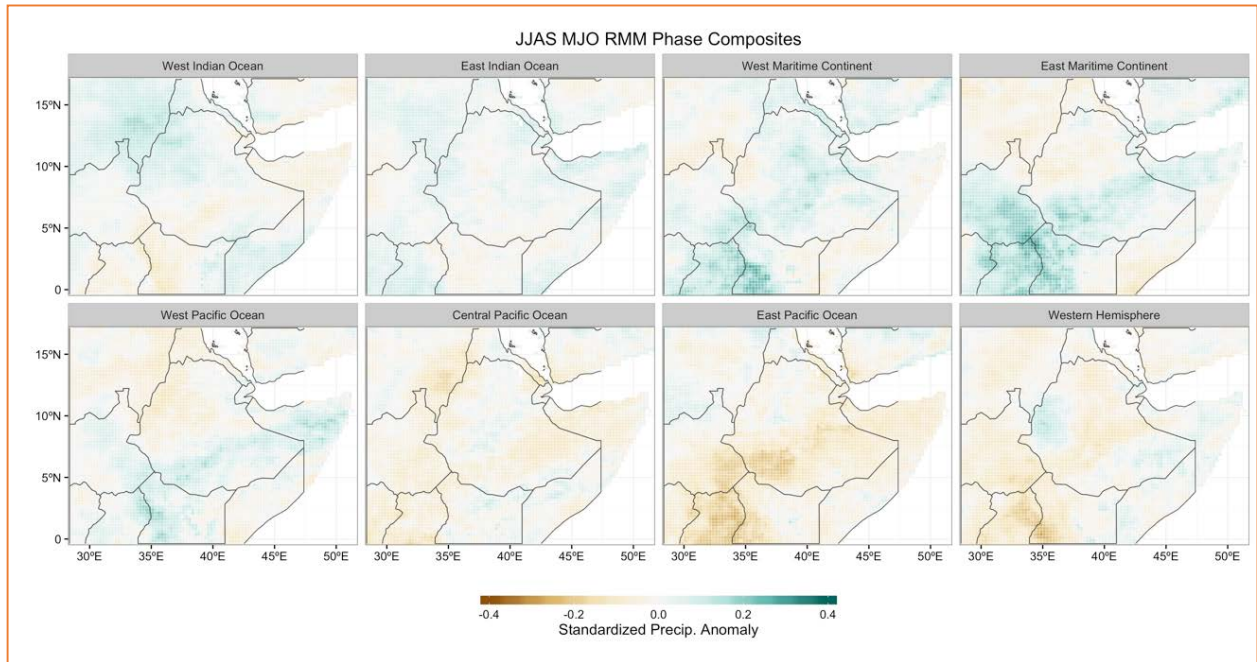 JJAS MJO RMM Phase Composites
West Indian Ocean
East Indian Ocean
West Maritime Continent
East Maritime Continent
15ºN
10ºN
5ºN
0
West Pacific Ocean
Central Pacific Ocean
East Pacific Ocean
Western Hemisphere
15ºN
10ºN
5ºN
0
30ºE 35ºE 40ºE 45ºE 50ºE
30ºE 35ºE 40ºE 45ºE 50ºE
30ºE 35ºE 40ºE 45ºE 50ºE
30ºE 35ºE 40ºE 45ºE 50ºE
-0.4 -0.2 0.0 0.2 0.4
Standardized Precip. Anomaly